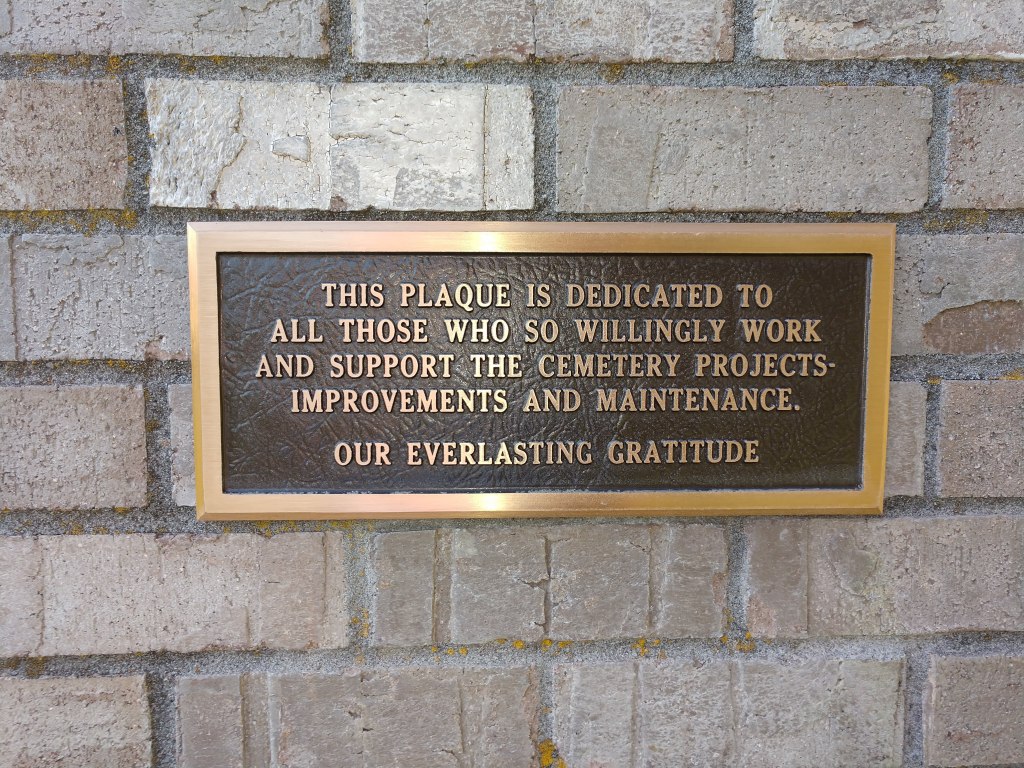 THIS PLAQUE IS DEDICATED TO
ALL THOSE WHO SO WILLINGLY WORK
AND SUPPORT THE CEMETERY PROJECTS-
IMPROVEMENTS AND MAINTENANCE.
OUR EVERLASTING GRATITUDE